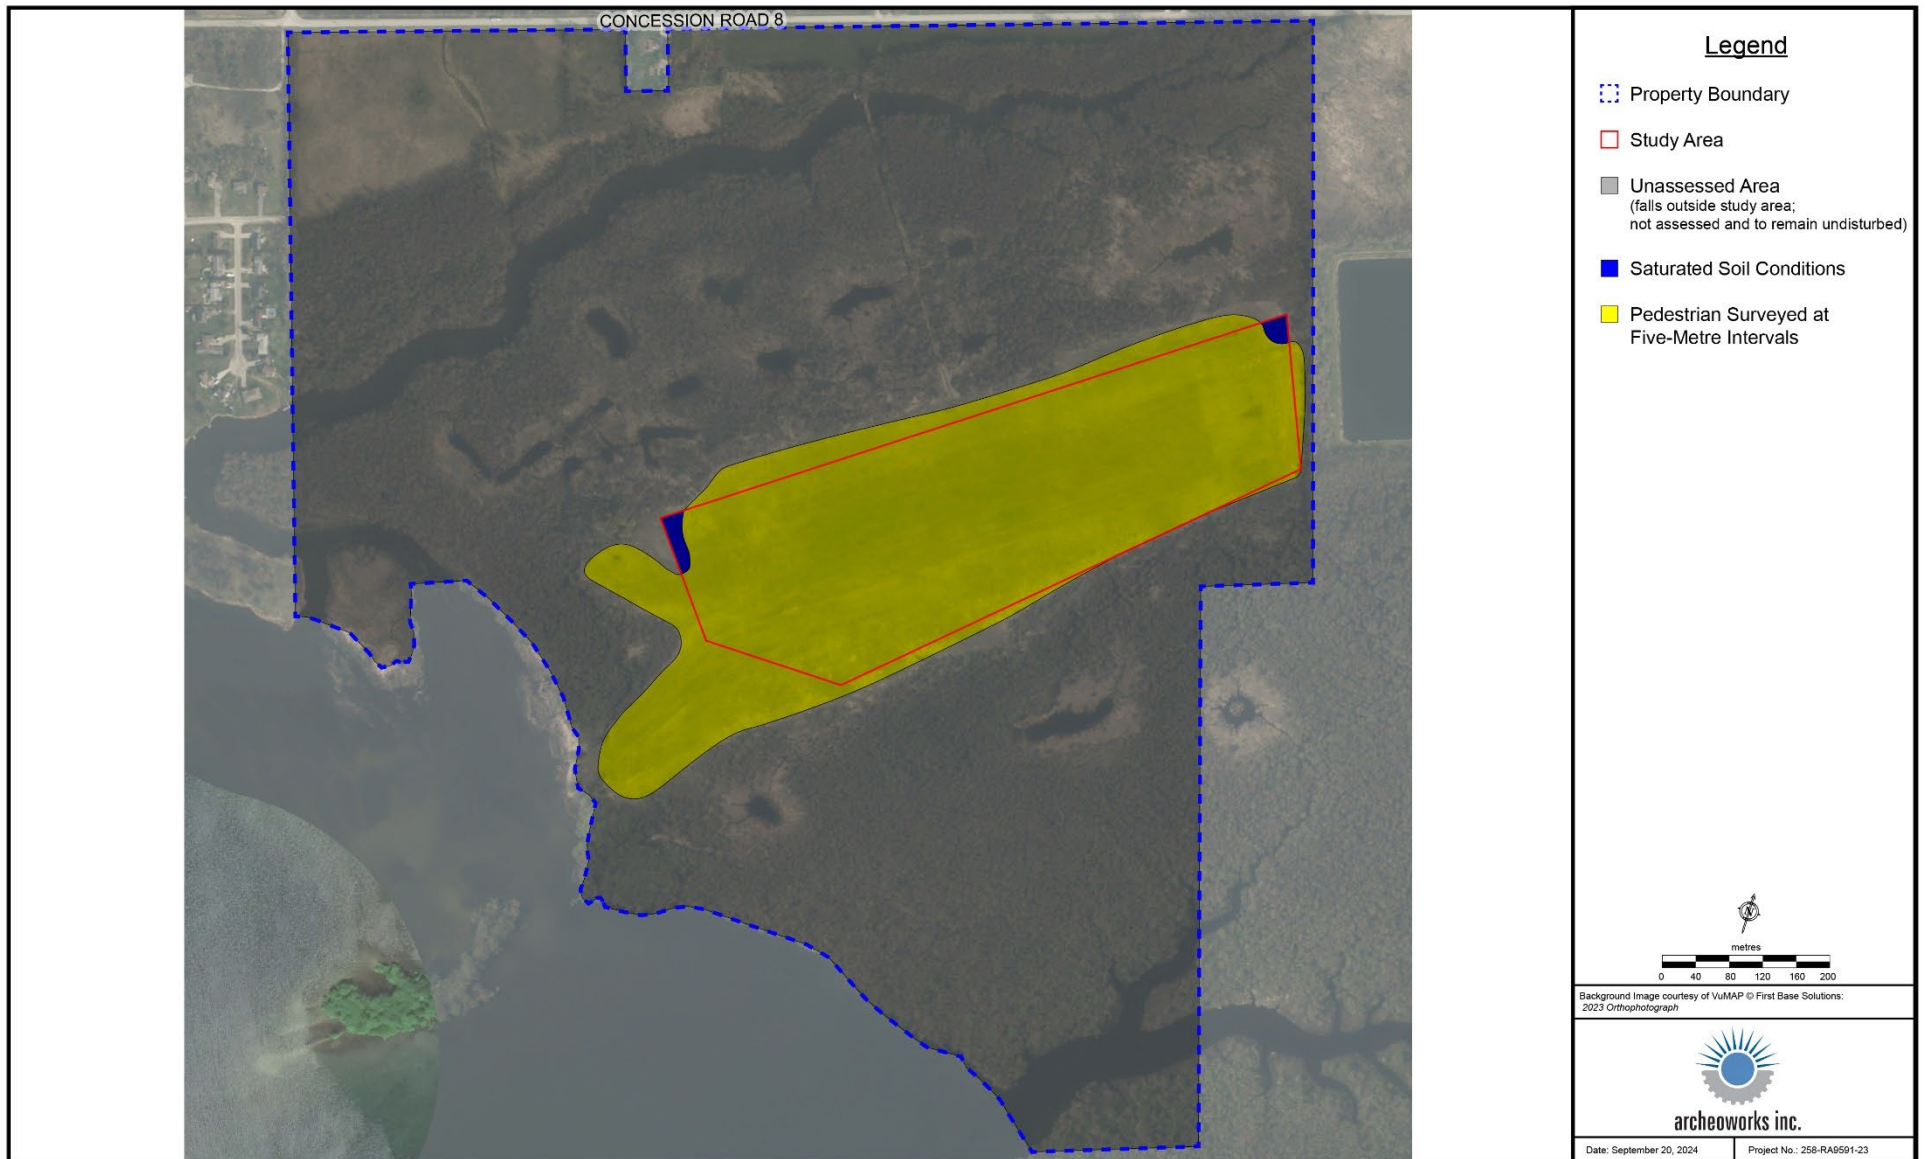 CONCESSION ROAD 8
Legend
Property Boundary
Study Area
Unassessed Area
(falls outside study area;
not assessed and to remain undisturbed)
Saturated Soil Conditions
Pedestrian Surveyed at
Five-Metre Intervals
N
metres
0 40 80 120 160 200
Background Image courtesy of VuMAP © First Base Solutions:
2023 Orthophotograph
archeoworks inc.
Date: September 20, 2024
Project No.: 258-RA9591-23